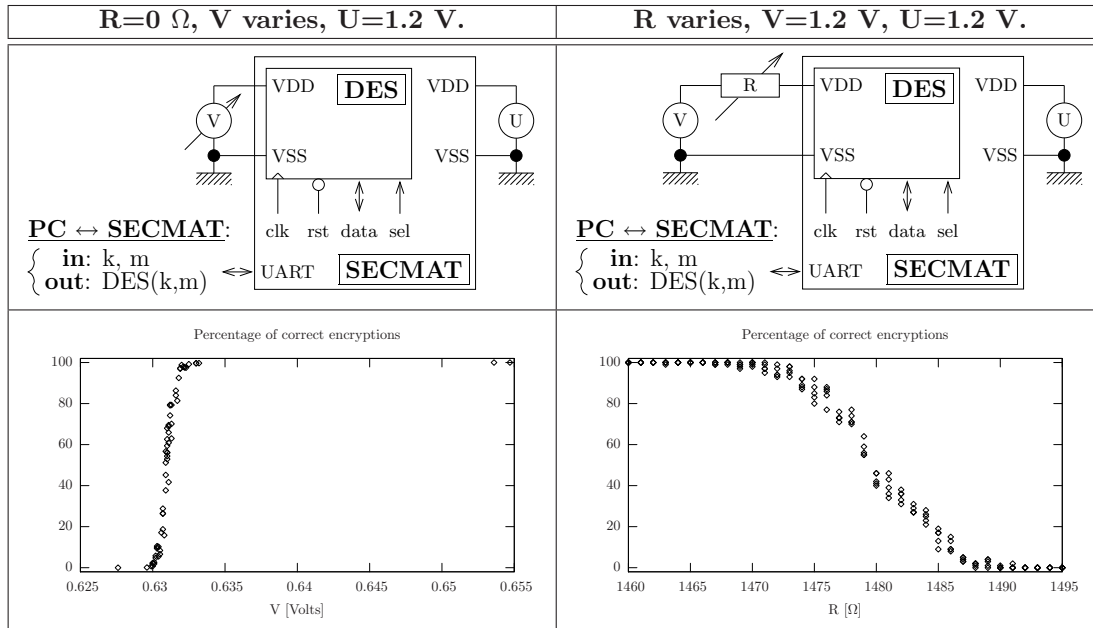 R=0 Ω, V varies, U=1.2 V.
R varies, V=1.2 V, U=1.2 V.
VDD
DES
VDD
V
U
VSS
VSS
clk rst data sel
PC ↔ SECMAT:
in: k, m
out: DES(k,m)
UART
SECMAT
R
VDD
DES
VDD
V
U
VSS
VSS
clk rst data sel
PC ↔ SECMAT:
in: k, m
out: DES(k,m)
UART
SECMAT
Percentage of correct encryptions
100
80
60
40
20
0
0.625 0.63 0.635 0.64 0.645 0.65 0.655
V [Volts]
Percentage of correct encryptions
100
80
60
40
20
0
1460 1465 1470 1475 1480 1485 1490 1495
R [Ω]